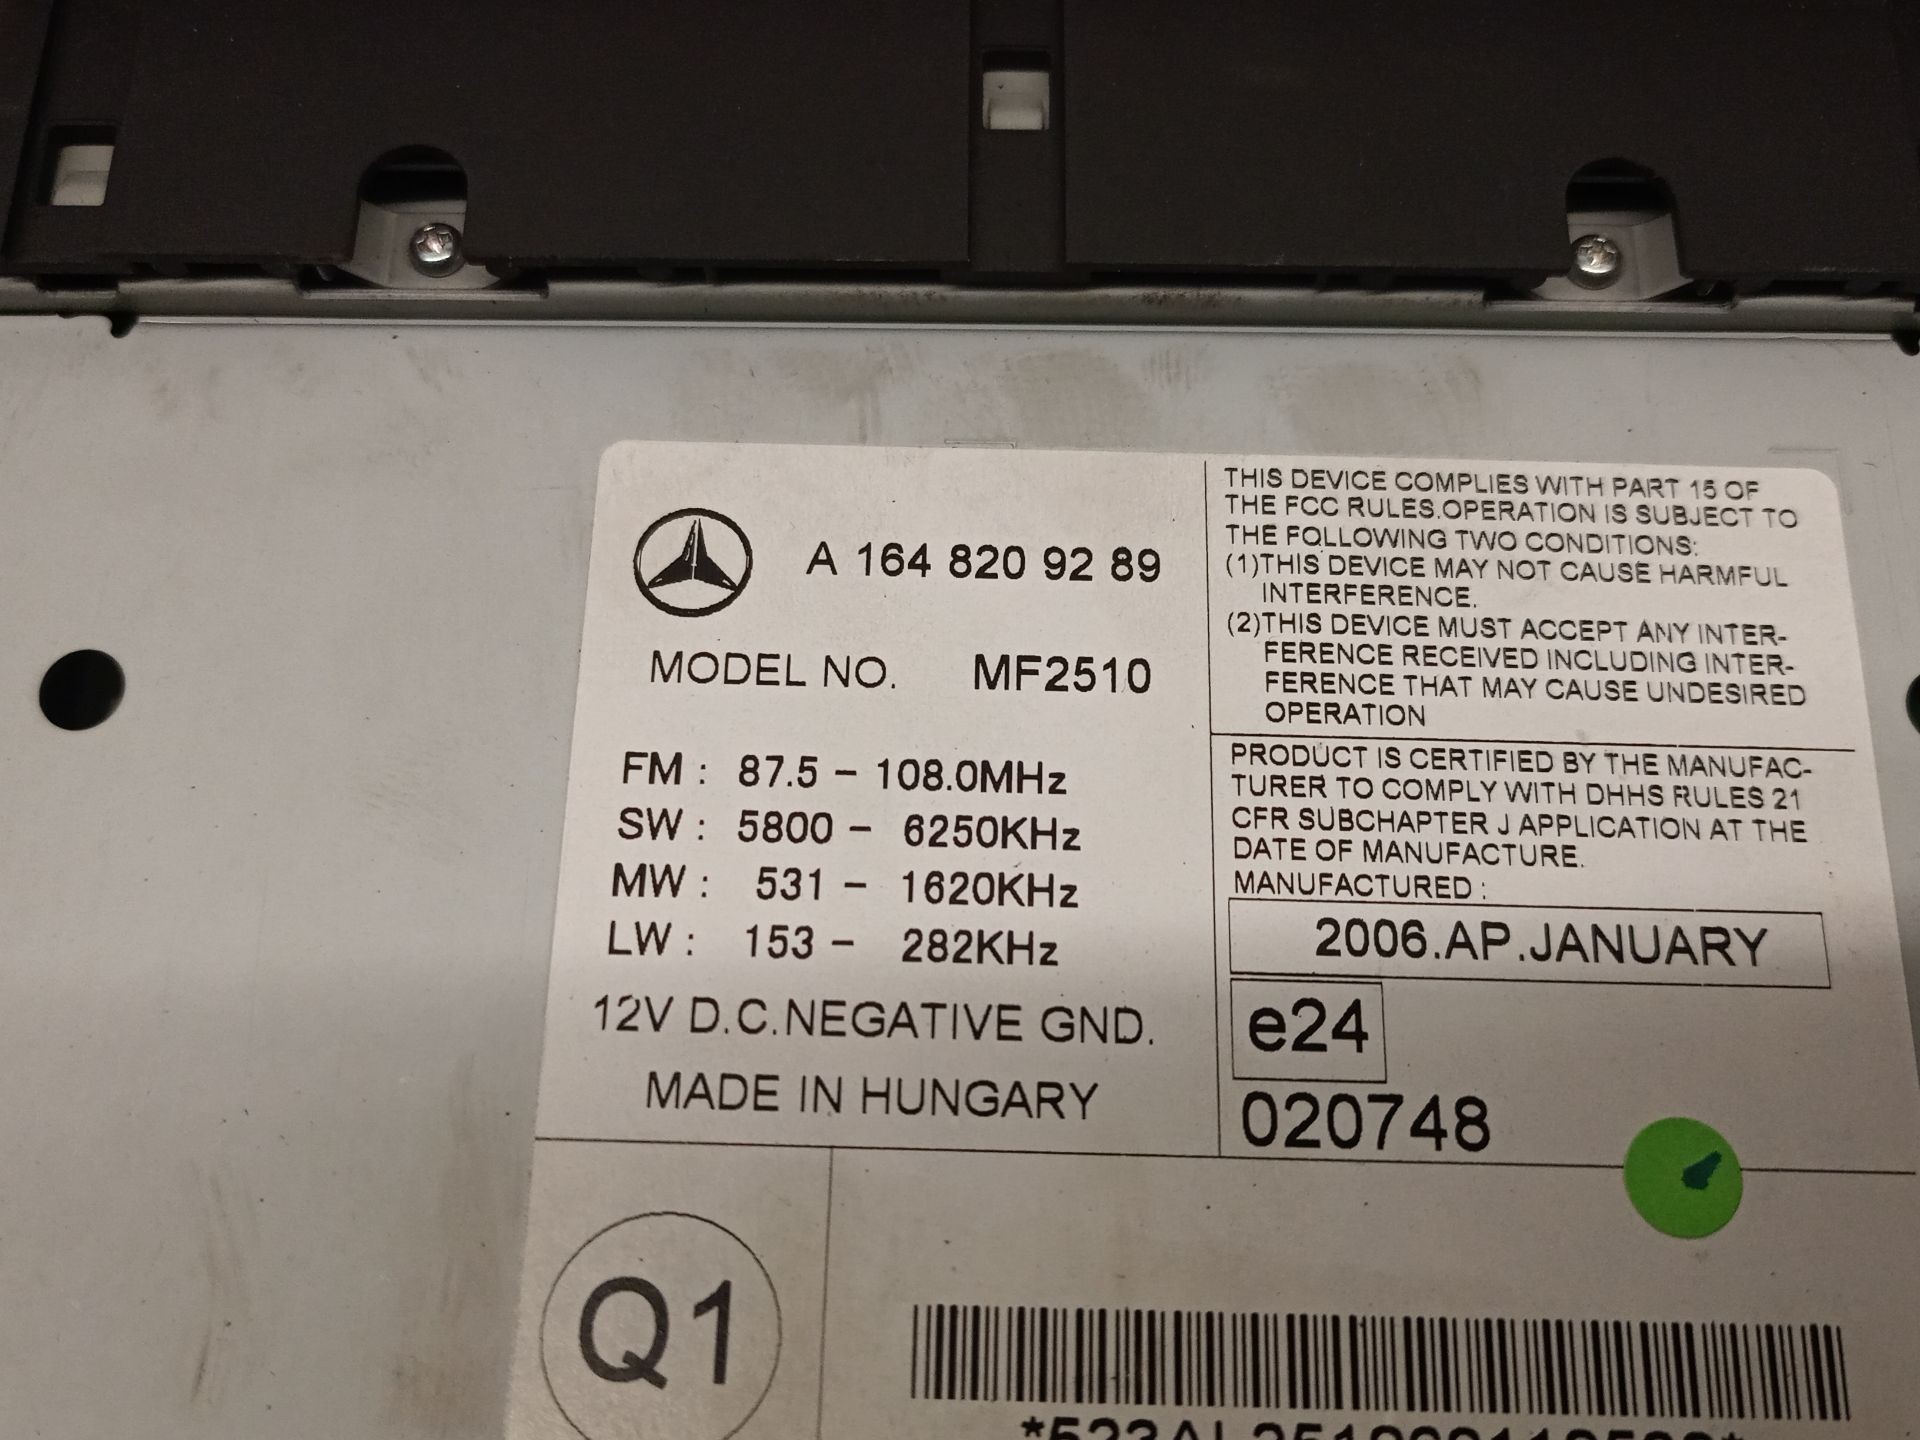 A 164 820 92 89
MODEL NO. MF2510
FM : 87.5 – 108.0MHz
SW : 5800 – 6250KHz
MW : 531 – 1620KHz
LW : 153 – 282KHz
12V D.C.NEGATIVE GND.
MADE IN HUNGARY
THIS DEVICE COMPLIES WITH PART 15 OF
THE FCC RULES.OPERATION IS SUBJECT TO
THE FOLLOWING TWO CONDITIONS:
(1)THIS DEVICE MAY NOT CAUSE HARMFUL
INTERFERENCE.
(2)THIS DEVICE MUST ACCEPT ANY INTER-
FERENCE RECEIVED INCLUDING INTER-
FERENCE THAT MAY CAUSE UNDESIRED
OPERATION
PRODUCT IS CERTIFIED BY THE MANUFAC-
TURER TO COMPLY WITH DHHS RULES 21
CFR SUBCHAPTER J APPLICATION AT THE
DATE OF MANUFACTURE.
MANUFACTURED :
2006.AP.JANUARY
e24
020748
Q1